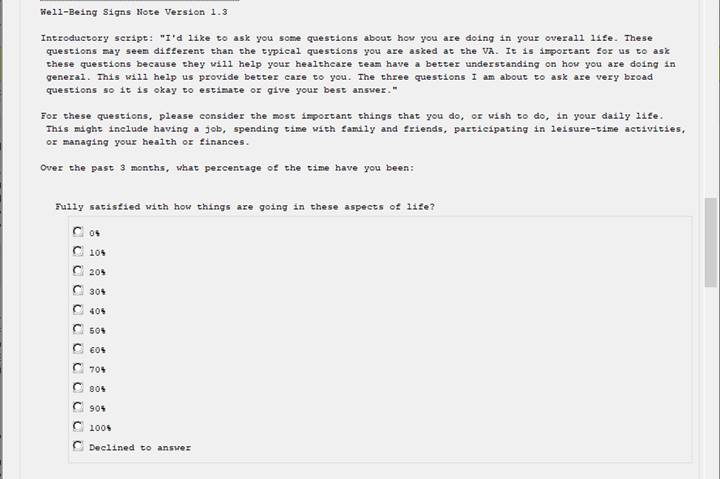 Well-Being Signs Note Version 1.3
Introductory script: "I'd like to ask you some questions about how you are doing in your overall life. These
questions may seem different than the typical questions you are asked at the VA. It is important for us to ask
these questions because they will help your healthcare team have a better understanding on how you are doing in
general. This will help us provide better care to you. The three questions I am about to ask are very broad
questions so it is okay to estimate or give your best answer."
For these questions, please consider the most important things that you do, or wish to do, in your daily life.
This might include having a job, spending time with family and friends, participating in leisure-time activities,
or managing your health or finances.
Over the past 3 months, what percentage of the time have you been:
Fully satisfied with how things are going in these aspects of life?
0%
10%
20%
30%
40%
50%
60%
70%
80%
90%
100%
Declined to answer